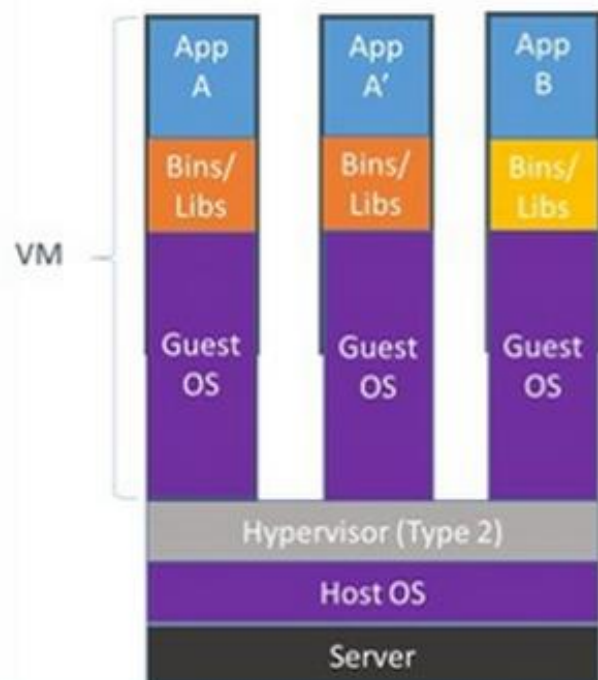 App
A
App
A'
App
B
Bins/
Libs
Bins/
Libs
Bins/
Libs
VM
Guest
OS
Guest
OS
Guest
OS
Hypervisor (Type 2)
Host OS
Server